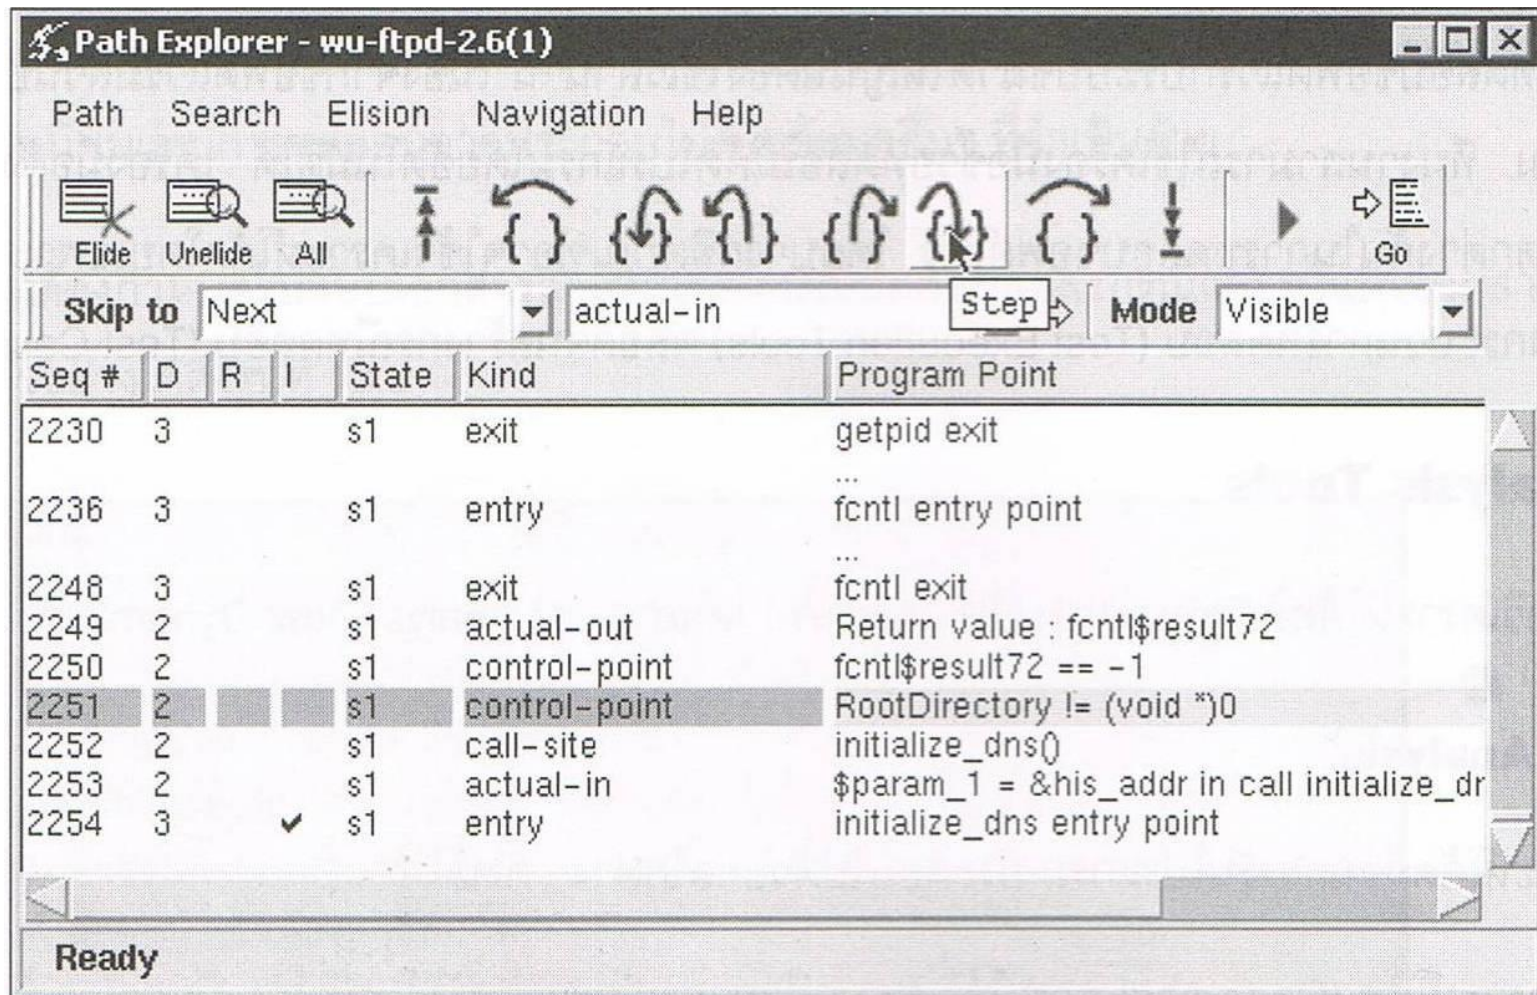 Path Explorer - wu-ftpd-2.6(1)
Path Search Elision Navigation Help
Elide Unelide All Go
Skip to Next actual-in Step Mode Visible
Seq # D R I State Kind Program Point
2230 3 s1 exit getpid exit
...
2236 3 s1 entry fcntl entry point
...
2248 3 s1 exit fcntl exit
2249 2 s1 actual-out Return value : fcntl$result72
2250 2 s1 control-point fcntl$result72 == -1
2251 2 s1 control-point RootDirectory != (void *)0
2252 2 s1 call-site initialize_dns()
2253 2 s1 actual-in $param_1 = &his_addr in call initialize_dr
2254 3 ✔ s1 entry initialize_dns entry point
Ready